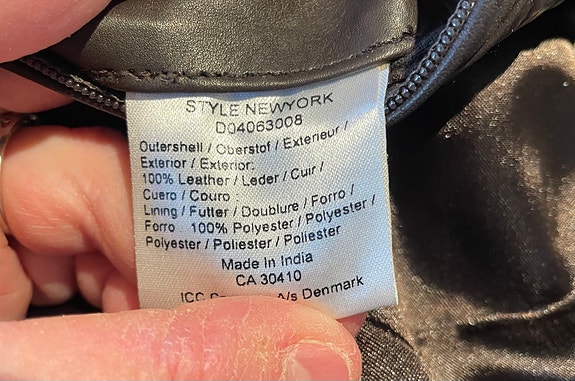 STYLE NEWYORK
D04063008
Outershell / Oberstof / Exterieur /
Exterior / Exterior:
100% Leather / Leder / Cuir /
Cuero / Couro
Lining / Futter / Doublure / Forro /
Forro 100% Polyester / Polyester /
Polyester / Poliester / Poliester
Made In India
CA 30410
ICC A/s Denmark